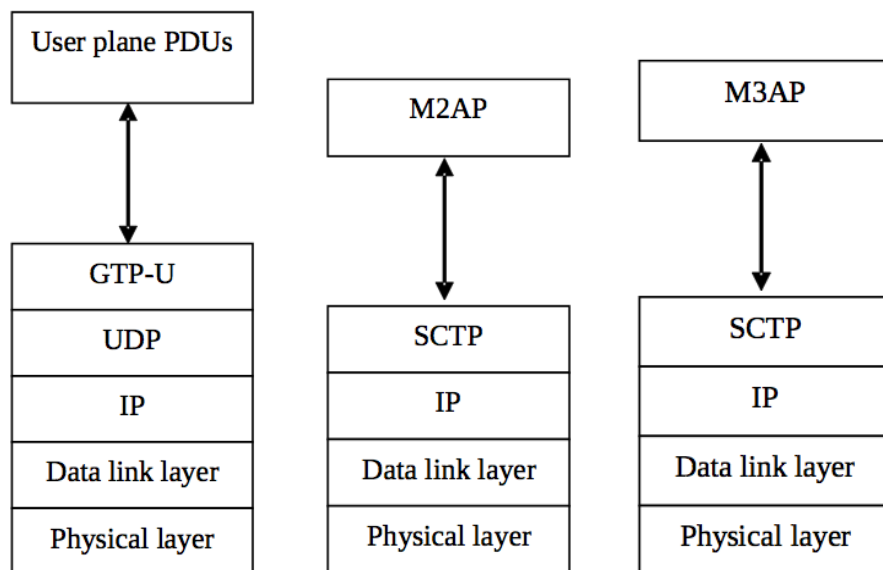 User plane PDUs
GTP-U
UDP
IP
Data link layer
Physical layer
M2AP
SCTP
IP
Data link layer
Physical layer
M3AP
SCTP
IP
Data link layer
Physical layer